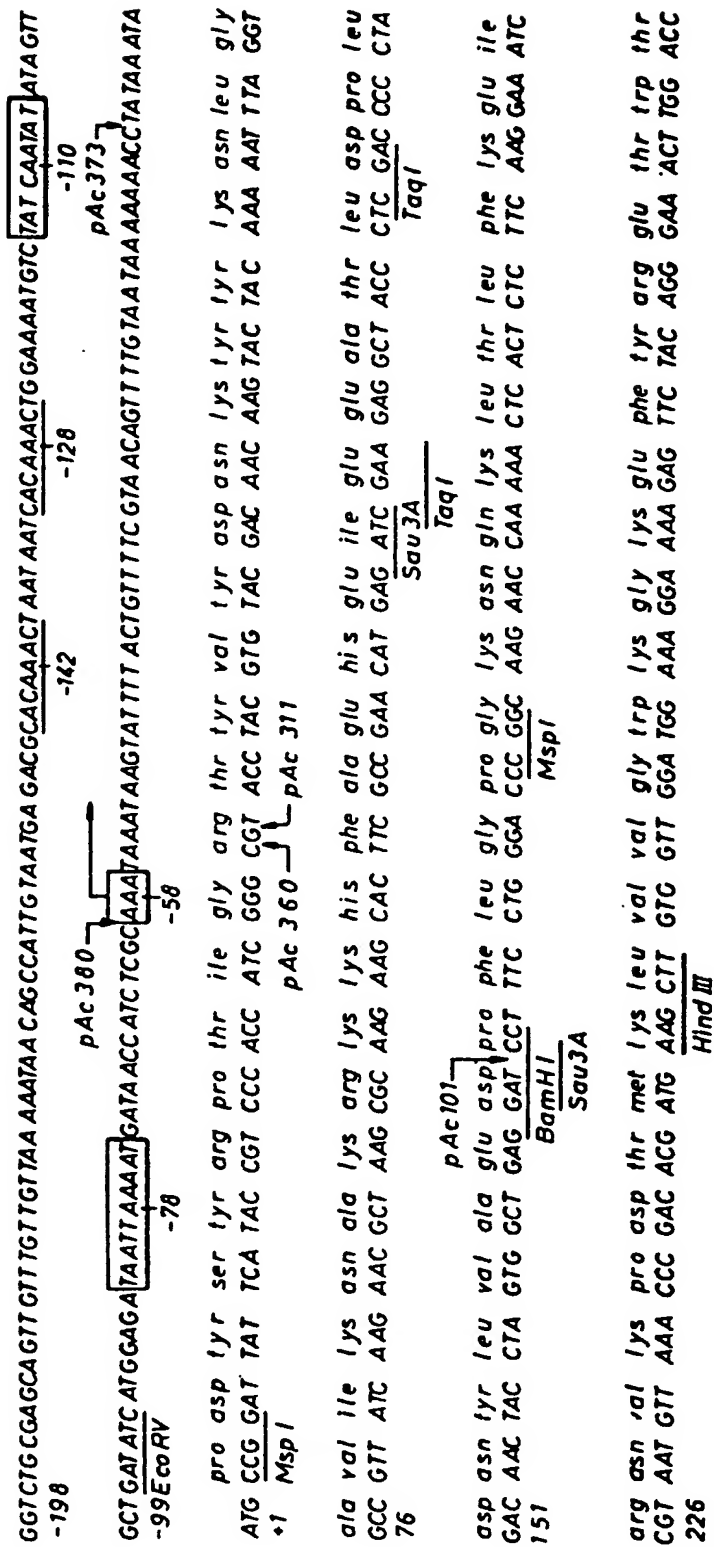 GGTCTGCGAGCAGTTGTTTGTTGTTAAAAATAACAGCCATTGTAATGAGACGCACAAACTAATAATCACAAACTGGAAAATGTCTATCAATATATAGTT
-198
-142
-128
-110
pAc380
pAc373
GCTGATATCATGGAGATAATTAAAATGATAACCATCTCGCAAATAAATAAGTATTTTACTGTTTTCGTAACAGTTTTGTAATAAAAAAACCTATAAATA
-99EcoRV
-78
-58
pro asp tyr ser tyr arg pro thr ile gly arg thr tyr val tyr asp asn lys tyr tyr lys asn leu gly
ATG CCG GAT TAT TCA TAC CGT CCC ACC ATC GGG CGT ACC TAC GTG TAC GAC AAC AAG TAC TAC AAA AAT TTA GGT
+1
MspI
pAc 360
pAc 311
ala val ile lys asn ala lys arg lys lys his phe ala glu his glu ile glu glu ala thr leu asp pro leu
GCC GTT ATC AAG AAC GCT AAG CGC AAG AAG CAC TTC GCC GAA CAT GAG ATC GAA GAG GCT ACC CTC GAC CCC CTA
76
Sau3A
TaqI
TaqI
pAc101
asp asn tyr leu val ala glu asp pro phe leu gly pro gly lys asn gln lys leu thr leu phe lys glu ile
GAC AAC TAC CTA GTG GCT GAG GAT CCT TTC CTG GGA CCC GGC AAG AAC CAA AAA CTC ACT CTC TTC AAG GAA ATC
151
BamHI
Sau3A
MspI
arg asn val lys pro asp thr met lys leu val val gly trp lys gly lys glu phe tyr arg glu thr trp thr
CGT AAT GTT AAA CCC GAC ACG ATG AAG CTT GTG GTT GGA TGG AAA GGA AAA GAG TTC TAC AGG GAA ACT TGG ACC
226
Hind III